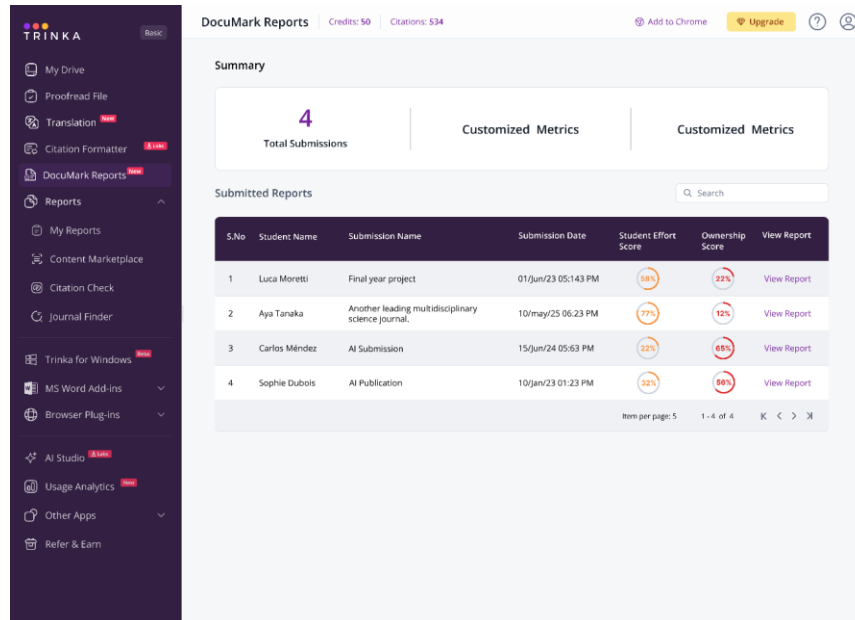 TRINKA
Basic
DocuMark Reports
Credits: 50
Citations: 534
Add to Chrome
Upgrade
?
My Drive
Proofread File
Translation New
Citation Formatter Labs
DocuMark Reports New
Reports
My Reports
Content Marketplace
Citation Check
Journal Finder
Trinka for Windows Beta
MS Word Add-ins
Browser Plug-ins
AI Studio Labs
Usage Analytics New
Other Apps
Refer & Earn
Summary
4
Total Submissions
Customized Metrics
Customized Metrics
Submitted Reports
Search
S.No Student Name Submission Name Submission Date Student Effort Score Ownership Score View Report
1 Luca Moretti Final year project 01/Jun/23 05:143 PM 58% 22% View Report
2 Aya Tanaka Another leading multidisciplinary science journal. 10/may/25 06:23 PM 77% 12% View Report
3 Carlos Méndez AI Submission 15/Jun/24 05:63 PM 22% 65% View Report
4 Sophie Dubois AI Publication 10/Jan/23 01:23 PM 32% 56% View Report
Item per page: 5 1 - 4 of 4